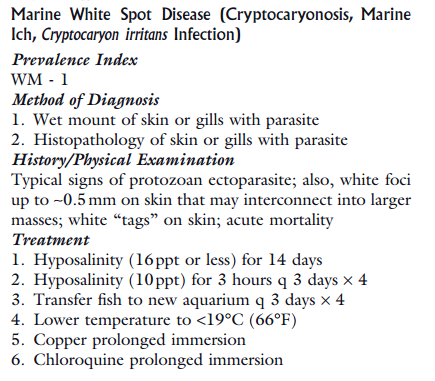 Marine White Spot Disease (Cryptocaryonosis, Marine
Ich, Cryptocaryon irritans Infection)
Prevalence Index
WM - 1
Method of Diagnosis
1. Wet mount of skin or gills with parasite
2. Histopathology of skin or gills with parasite
History/Physical Examination
Typical signs of protozoan ectoparasite; also, white foci
up to ~0.5 mm on skin that may interconnect into larger
masses; white “tags” on skin; acute mortality
Treatment
1. Hyposalinity (16 ppt or less) for 14 days
2. Hyposalinity (10 ppt) for 3 hours q 3 days × 4
3. Transfer fish to new aquarium q 3 days × 4
4. Lower temperature to <19°C (66°F)
5. Copper prolonged immersion
6. Chloroquine prolonged immersion